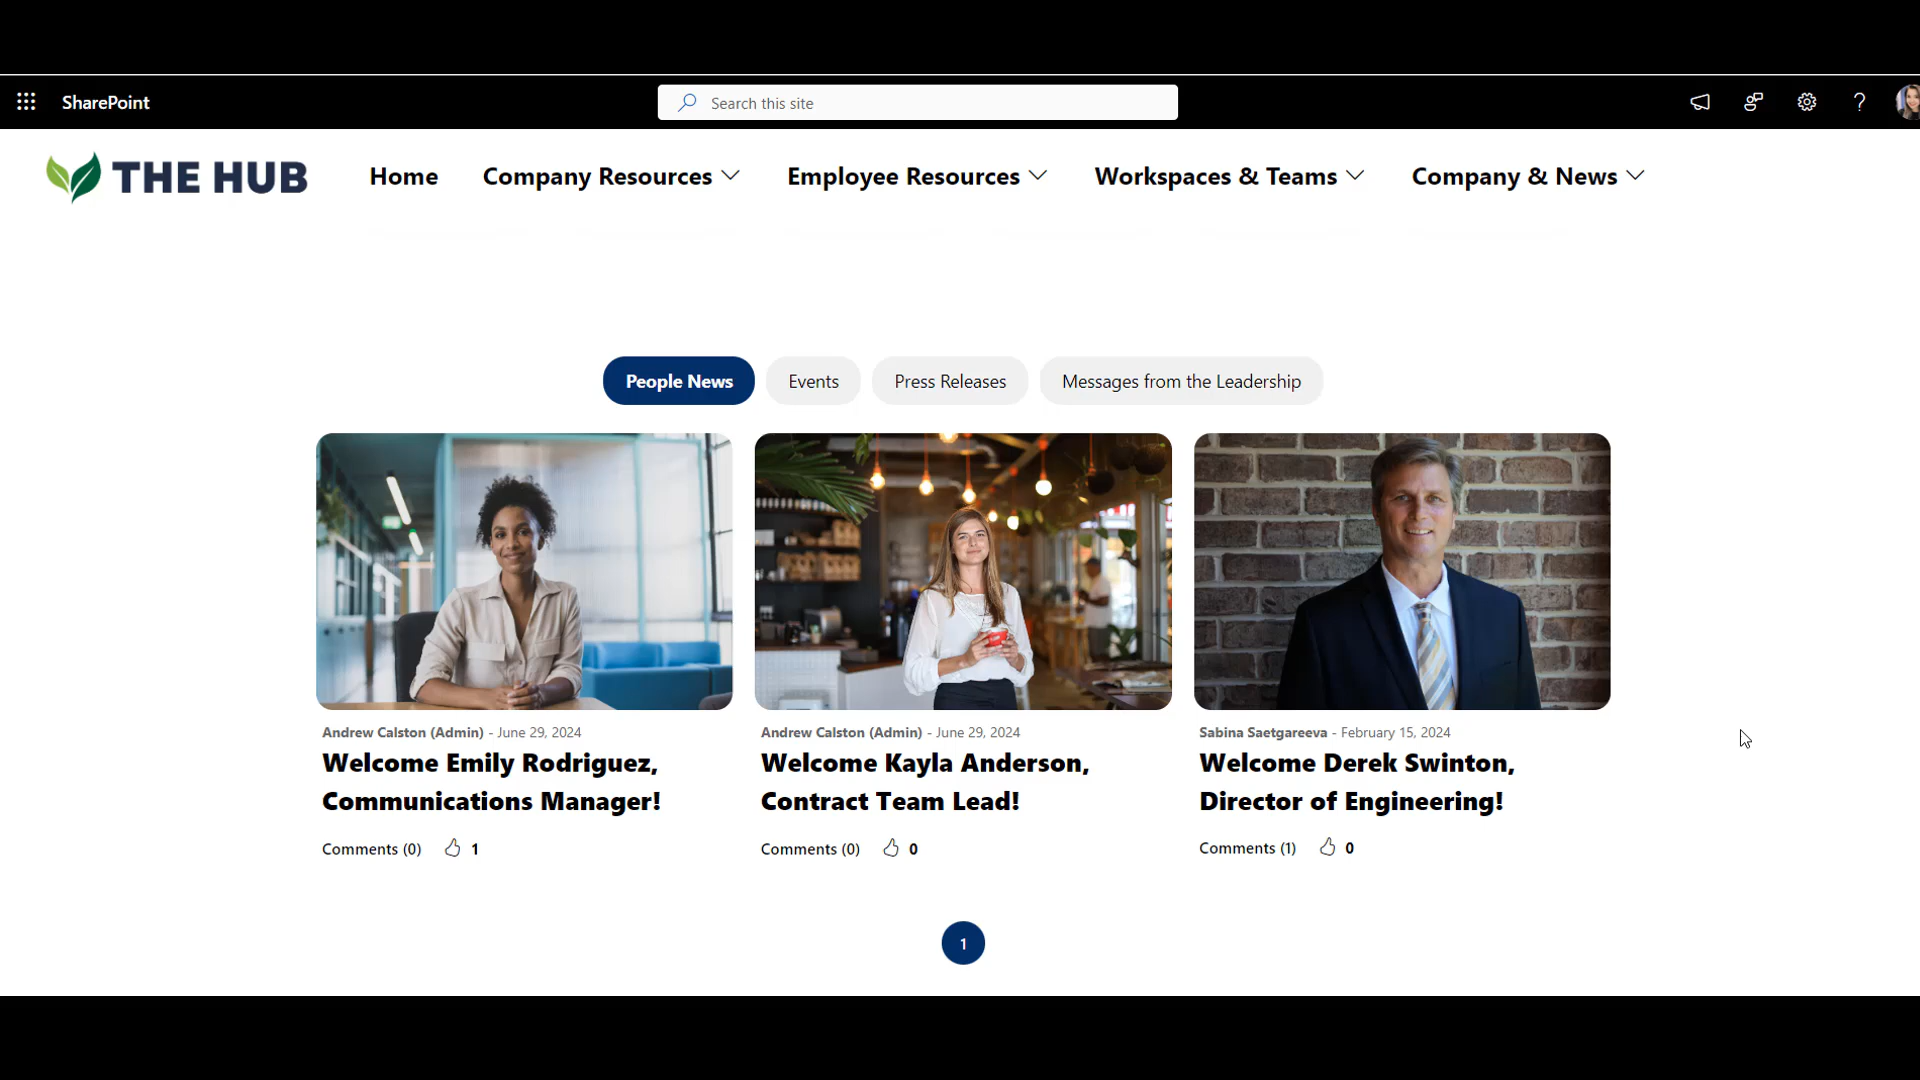 SharePoint
Search this site
THE HUB
Home
Company Resources
Employee Resources
Workspaces & Teams
Company & News
People News
Events
Press Releases
Messages from the Leadership
Andrew Calston (Admin) - June 29, 2024
Welcome Emily Rodriguez,
Communications Manager!
Comments (0) 1
Andrew Calston (Admin) - June 29, 2024
Welcome Kayla Anderson,
Contract Team Lead!
Comments (0) 0
Sabina Saetgareeva - February 15, 2024
Welcome Derek Swinton,
Director of Engineering!
Comments (1) 0
1